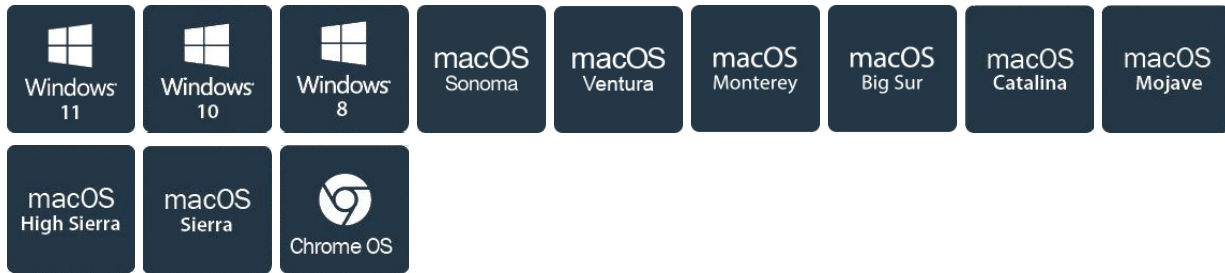 Windows
11
Windows
10
Windows
8
macOS
Sonoma
macOS
Ventura
macOS
Monterey
macOS
Big Sur
macOS
Catalina
macOS
Mojave
macOS
High Sierra
macOS
Sierra
Chrome OS